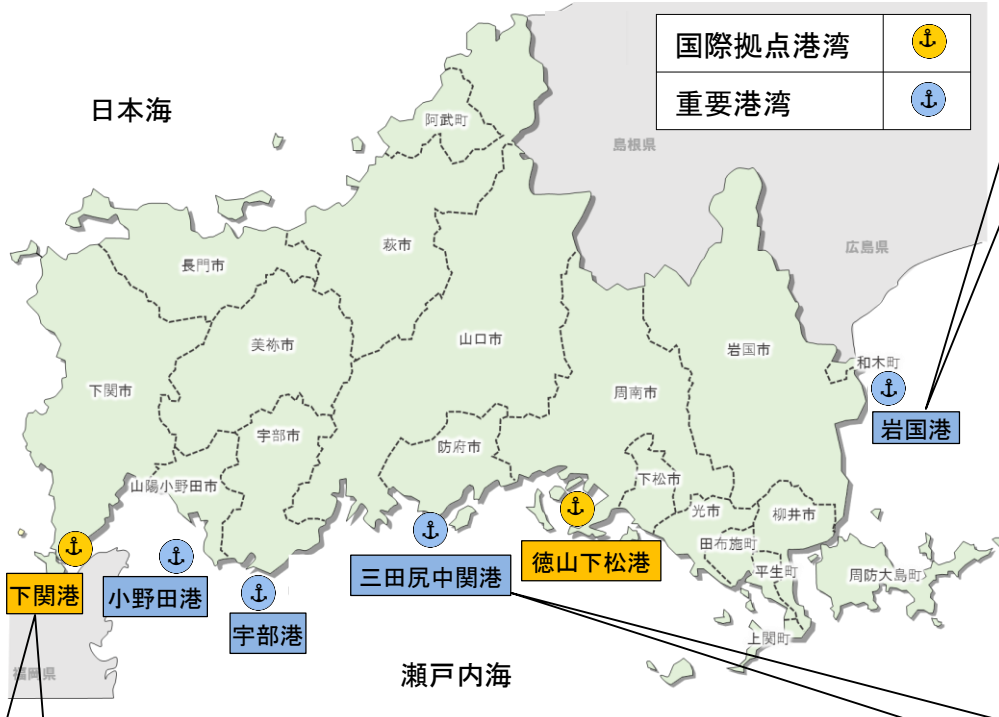 国際拠点港湾
重要港湾
日本海
阿武町
島根県
広島県
萩市
長門市
美祢市
山口市
岩国市
和木町
下関市
周南市
岩国港
宇部市
防府市
山陽小野田市
下松市
光市
柳井市
田布施町
徳山下松港
平生町
周防大島町
下関港
小野田港
三田尻中関港
宇部港
上関町
瀬戸内海
福岡県